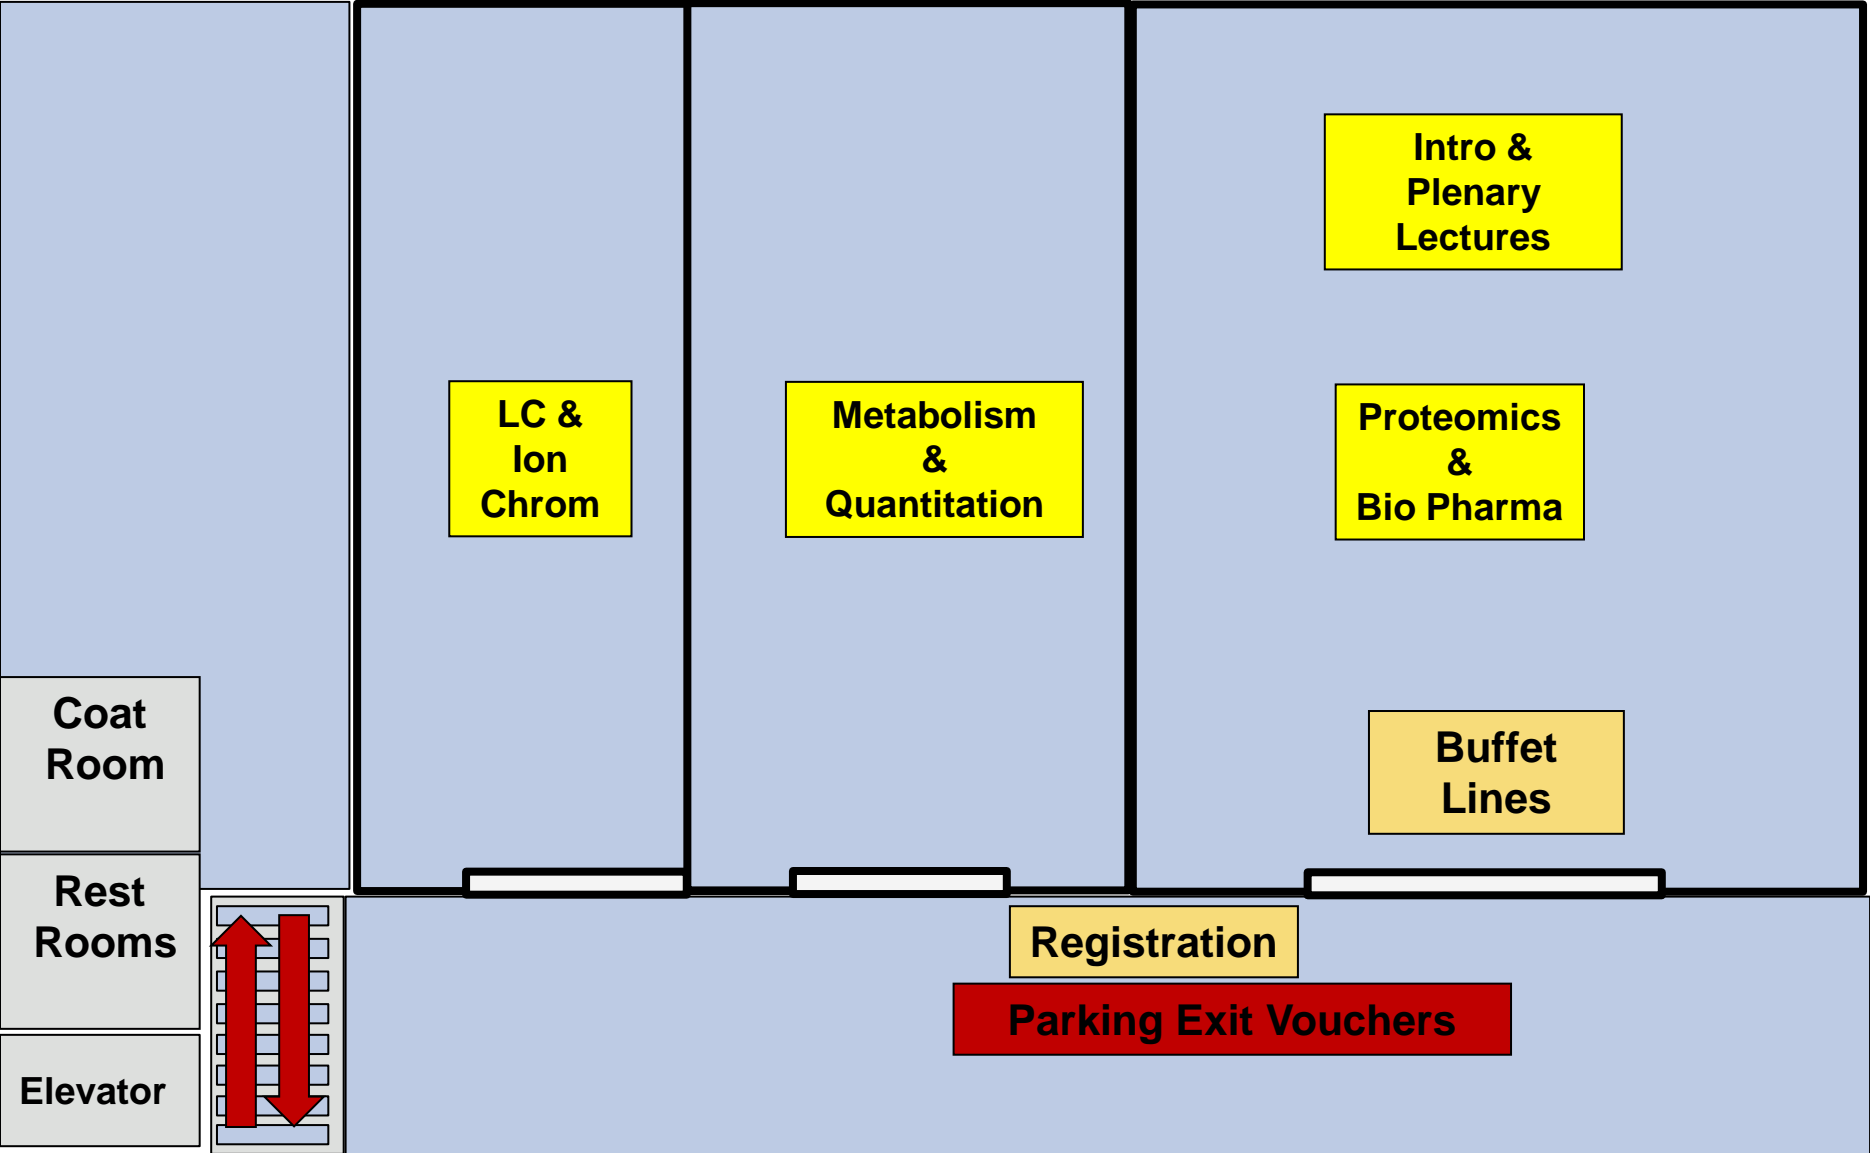 Intro &
Plenary
Lectures
LC &
Ion
Chrom
Metabolism
&
Quantitation
Proteomics
&
Bio Pharma
Coat
Room
Buffet
Lines
Rest
Rooms
Registration
Parking Exit Vouchers
Elevator